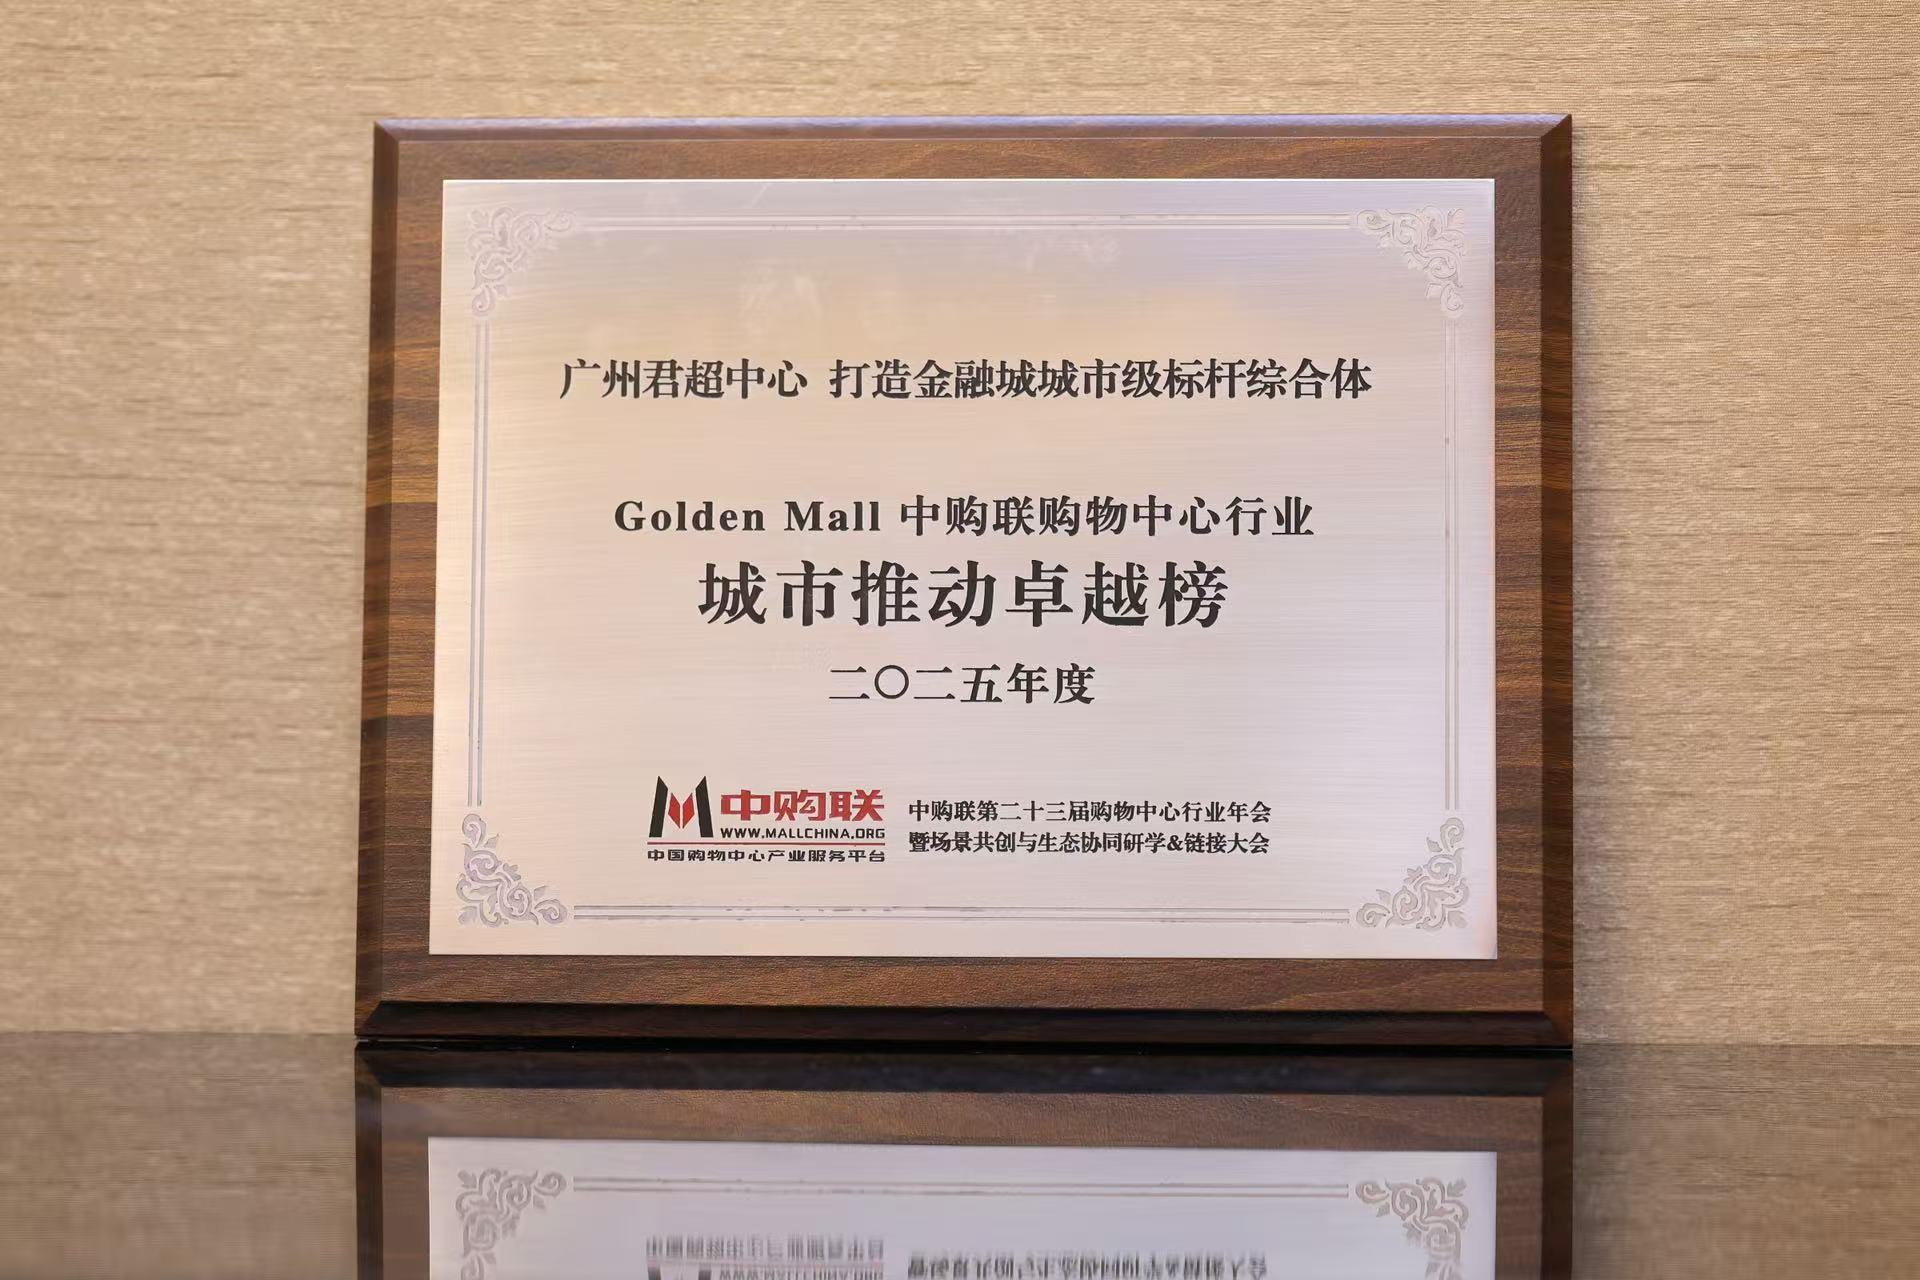 广州君超中心 打造金融城城市级标杆综合体
Golden Mall 中购联购物中心行业
城市推动卓越榜
二〇二五年度
中购联
WWW.MALLCHINA.ORG
中国购物中心产业服务平台
中购联第二十三届购物中心行业年会
暨场景共创与生态协同研学&链接大会